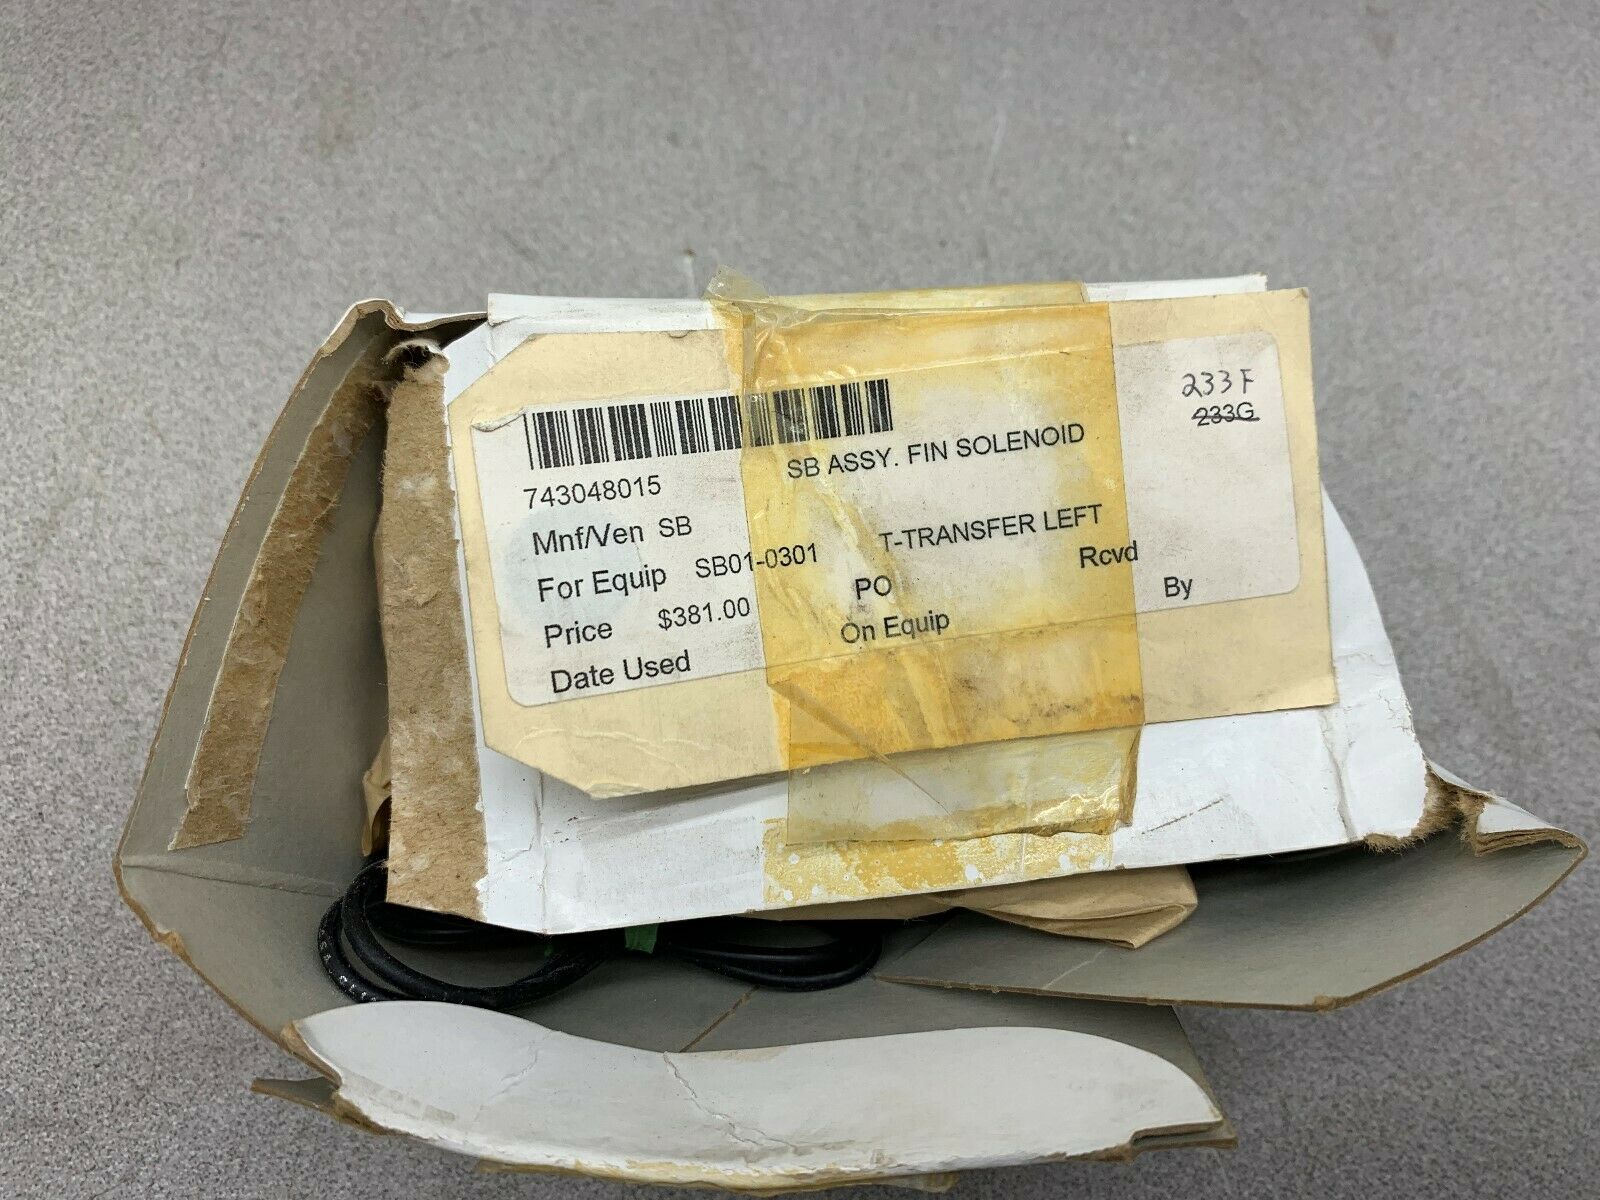 233F
233G
743048015 SB ASSY. FIN SOLENOID
Mnf/Ven SB
For Equip SB01-0301 T-TRANSFER LEFT
Price $381.00 PO Rcvd
Date Used On Equip By